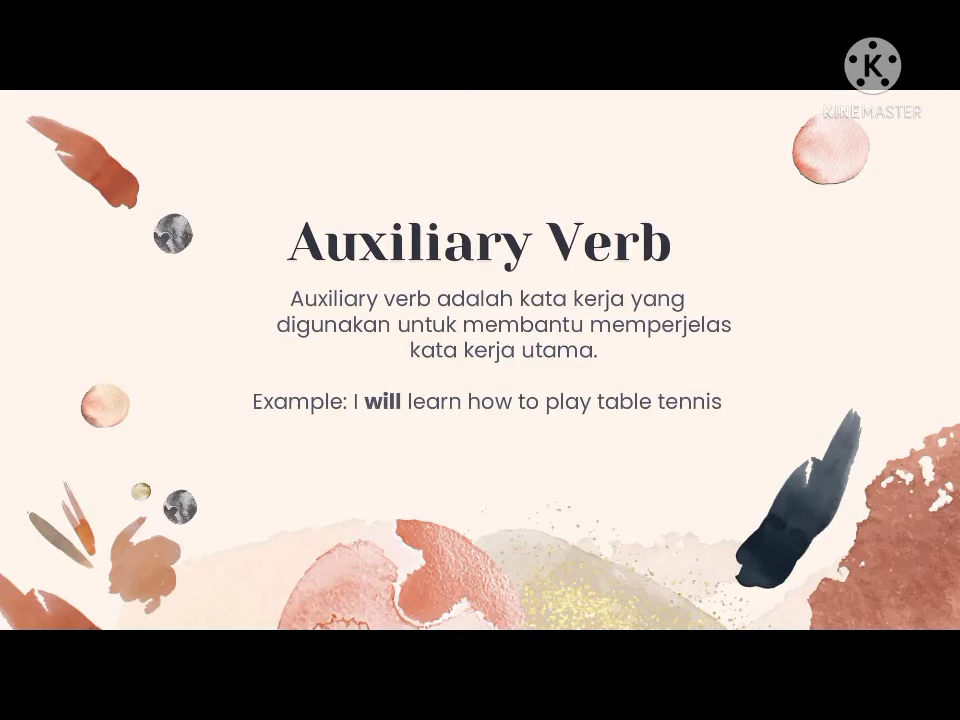 K
KINEMASTER
Auxiliary Verb
Auxiliary verb adalah kata kerja yang
digunakan untuk membantu memperjelas
kata kerja utama.
Example: I will learn how to play table tennis